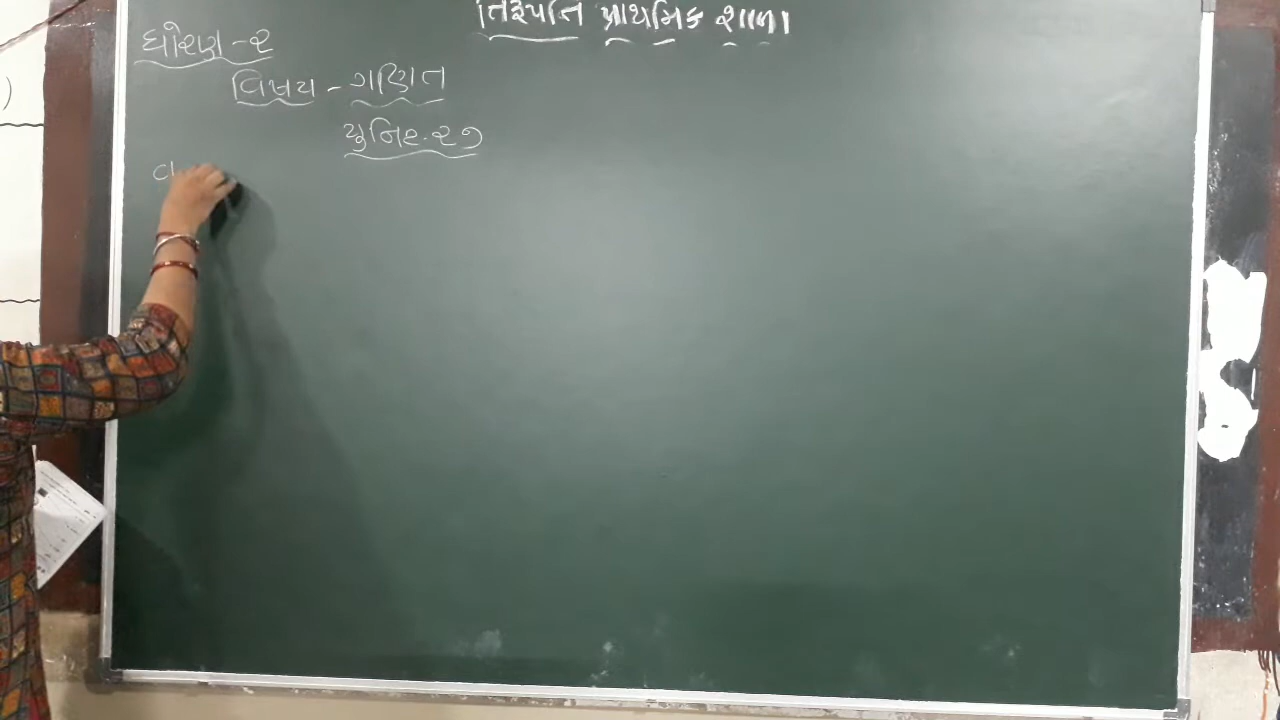 તિરૂપતિ પ્રાથમિક શાળા
ધોરણ - ૨
વિષય - ગણિત
યુનિટ - ૨૭